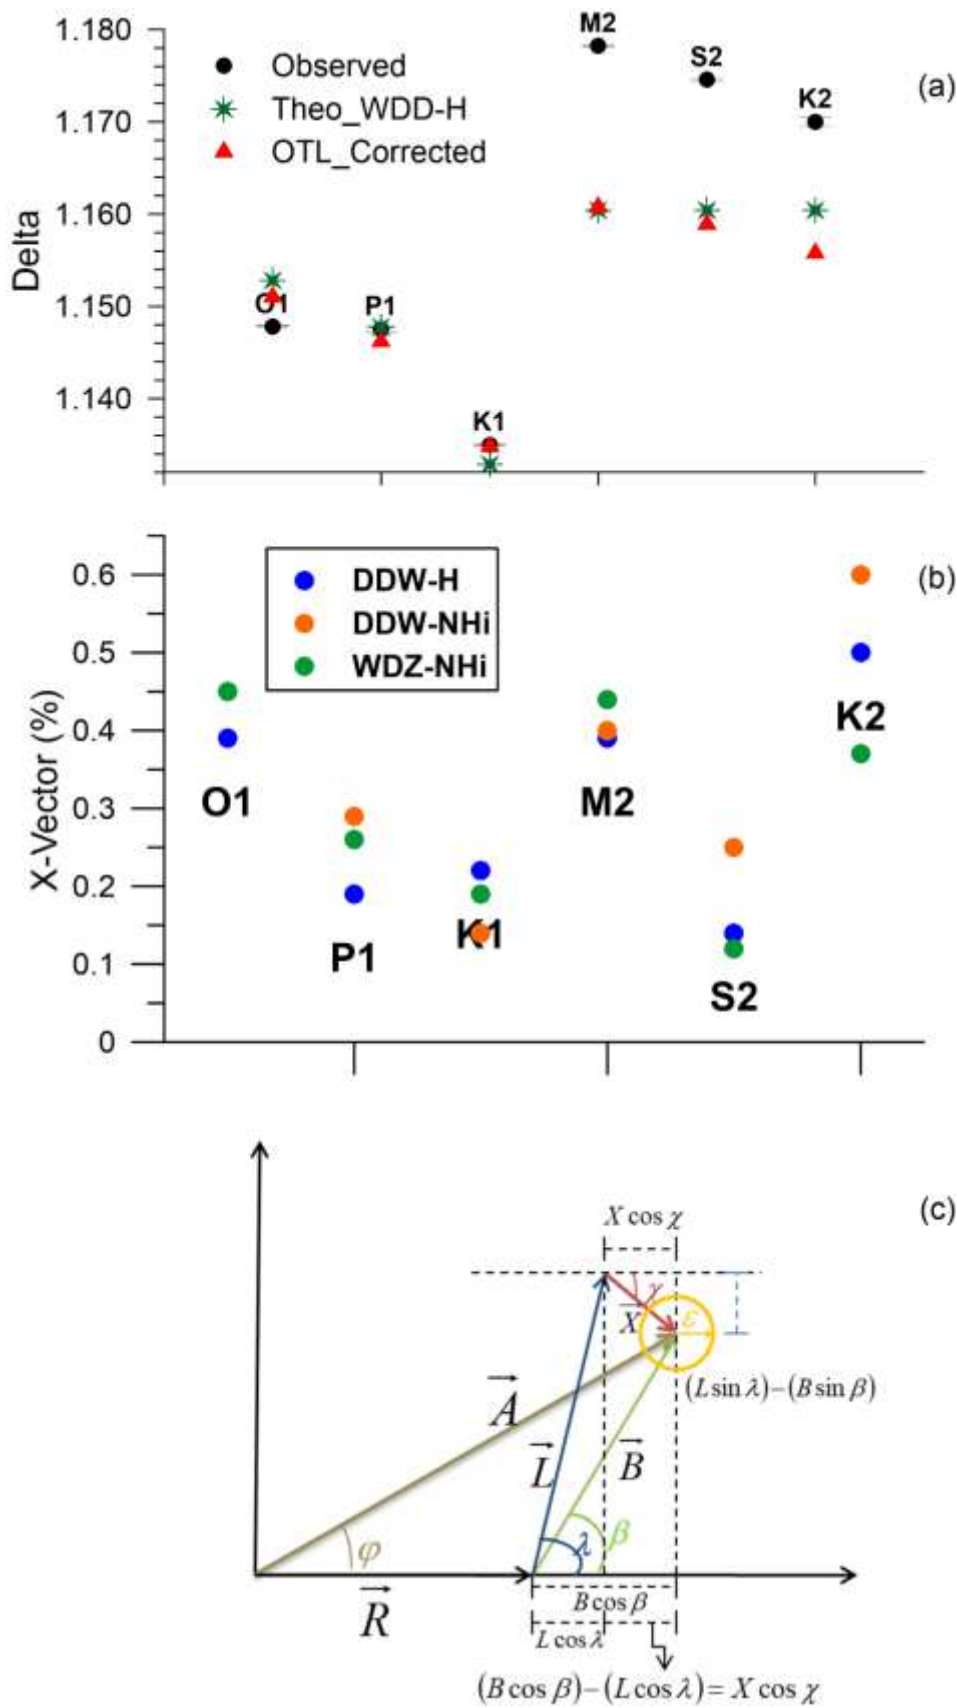 1.180
M2
Observed
S2
(a)
Theo_WDD-H
K2
1.170
OTL_Corrected
1.160
Delta
1.150
O1
P1
1.140
K1
(b)
0.6
DDW-H
DDW-NHi
0.5
WDZ-NHi
K2
0.4
X-Vector (%)
O1
M2
0.3
0.2
K1
P1
0.1
S2
0
(c)
X cos χ
χ
X
ε
(L sin λ)−(B sin β)
A
L
B
φ
λ
β
R
B cos β
L cos λ
(B cos β)−(L cos λ)= X cos χ